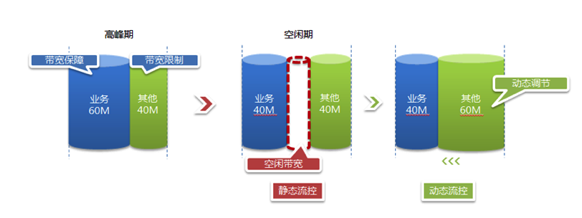 高峰期
空闲期
带宽保障
带宽限制
业务
60M
其他
40M
业务
40M
其他
40M
空闲带宽
静态流控
业务
40M
其他
60M
动态调节
动态流控